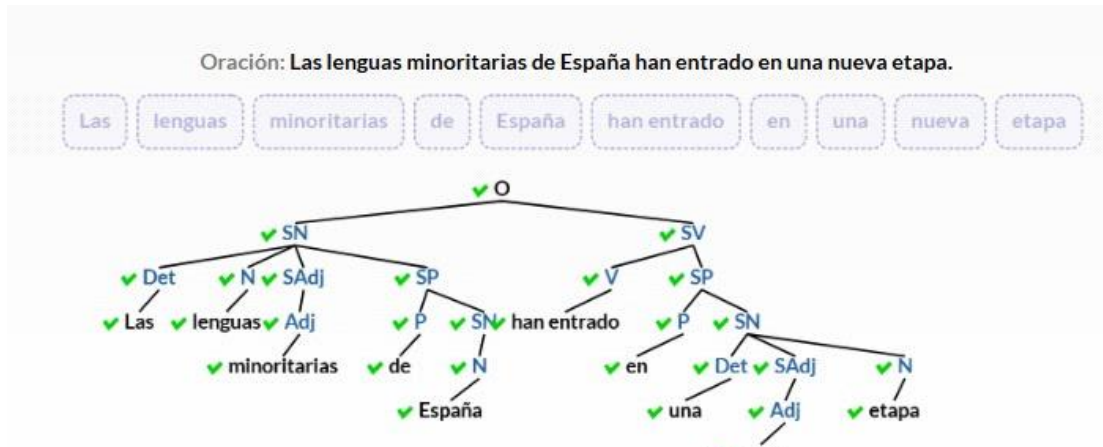 Oración: Las lenguas minoritarias de España han entrado en una nueva etapa.
Las lenguas minoritarias de España han entrado en una nueva etapa
O
SN SV
Det N SAdj SP V SP
Las lenguas Adj P SN han entrado P SN
minoritarias de N en Det SAdj N
España una Adj etapa